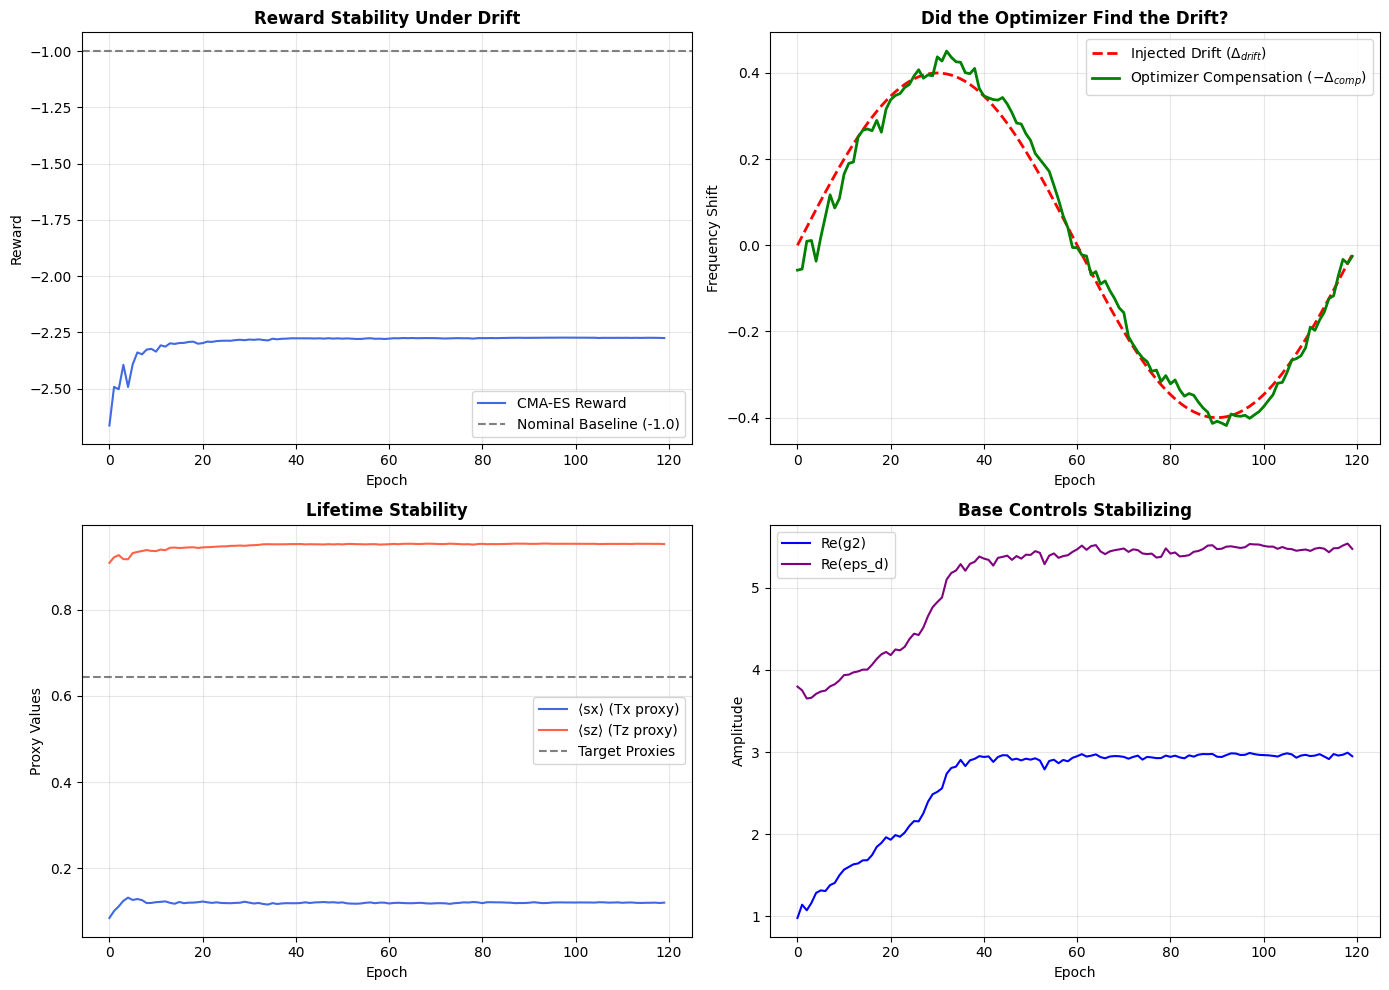 Reward Stability Under Drift
−1.00
−1.25
−1.50
−1.75
−2.00
−2.25
−2.50
Reward
CMA-ES Reward
Nominal Baseline (-1.0)
0 20 40 60 80 100 120
Epoch
Did the Optimizer Find the Drift?
0.4
0.2
0.0
−0.2
−0.4
Frequency Shift
Injected Drift (Δ_drift)
Optimizer Compensation (−Δ_comp)
0 20 40 60 80 100 120
Epoch
Lifetime Stability
0.8
0.6
0.4
0.2
Proxy Values
⟨sx⟩ (Tx proxy)
⟨sz⟩ (Tz proxy)
Target Proxies
0 20 40 60 80 100 120
Epoch
Base Controls Stabilizing
Re(g2)
Re(eps_d)
5
4
3
2
1
Amplitude
0 20 40 60 80 100 120
Epoch